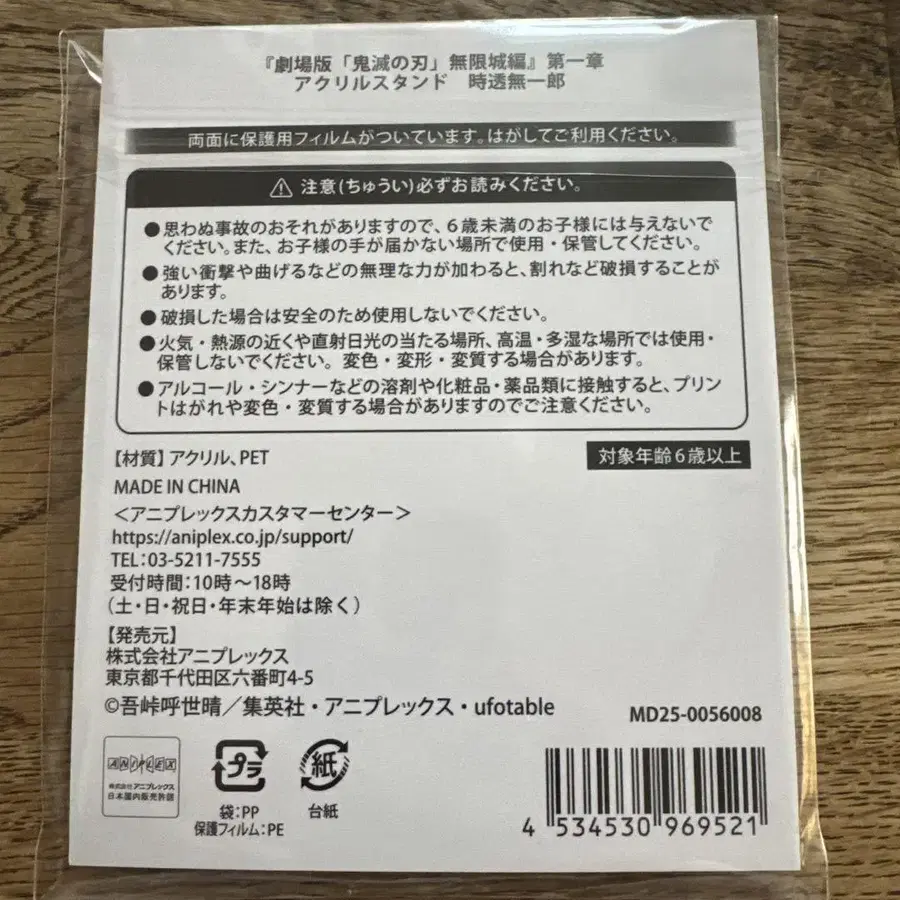 『劇場版「鬼滅の刃」無限城編』第一章
アクリルスタンド　時透無一郎
両面に保護用フィルムがついています。はがしてご利用ください。
⚠ 注意(ちゅうい)必ずお読みください。
●思わぬ事故のおそれがありますので、6歳未満のお子様には与えないで
ください。また、お子様の手が届かない場所で使用・保管してください。
●強い衝撃や曲げるなどの無理な力が加わると、割れなど破損することが
あります。
●破損した場合は安全のため使用しないでください。
●火気・熱源の近くや直射日光の当たる場所、高温・多湿な場所では使用・
保管しないでください。変色・変形・変質する場合があります。
●アルコール・シンナーなどの溶剤や化粧品・薬品類に接触すると、プリン
トはがれや変色・変質する場合がありますのでご注意ください。
【材質】アクリル、PET
対象年齢6歳以上
MADE IN CHINA
＜アニプレックスカスタマーセンター＞
https://aniplex.co.jp/support/
TEL：03-5211-7555
受付時間：10時～18時
（土・日・祝日・年末年始は除く）
【発売元】
株式会社アニプレックス
東京都千代田区六番町4-5
©吾峠呼世晴／集英社・アニプレックス・ufotable
MD25-0056008
ANIPLEX
株式会社アニプレックス
日本国内販売許諾
プラ
袋：PP
保護フィルム：PE
紙
台紙
4 534530 969521